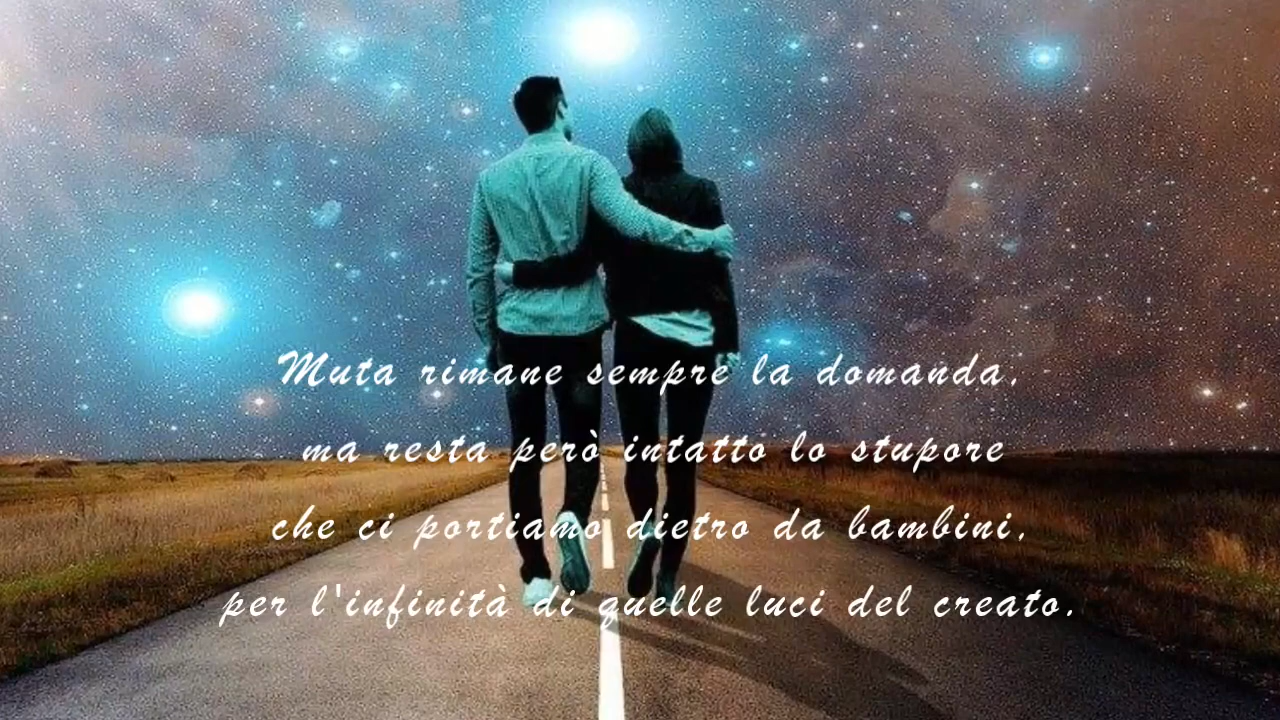 Muta rimane sempre la domanda,
ma resta però intatto lo stupore
che ci portiamo dietro da bambini,
per l'infinità di quelle luci del creato.